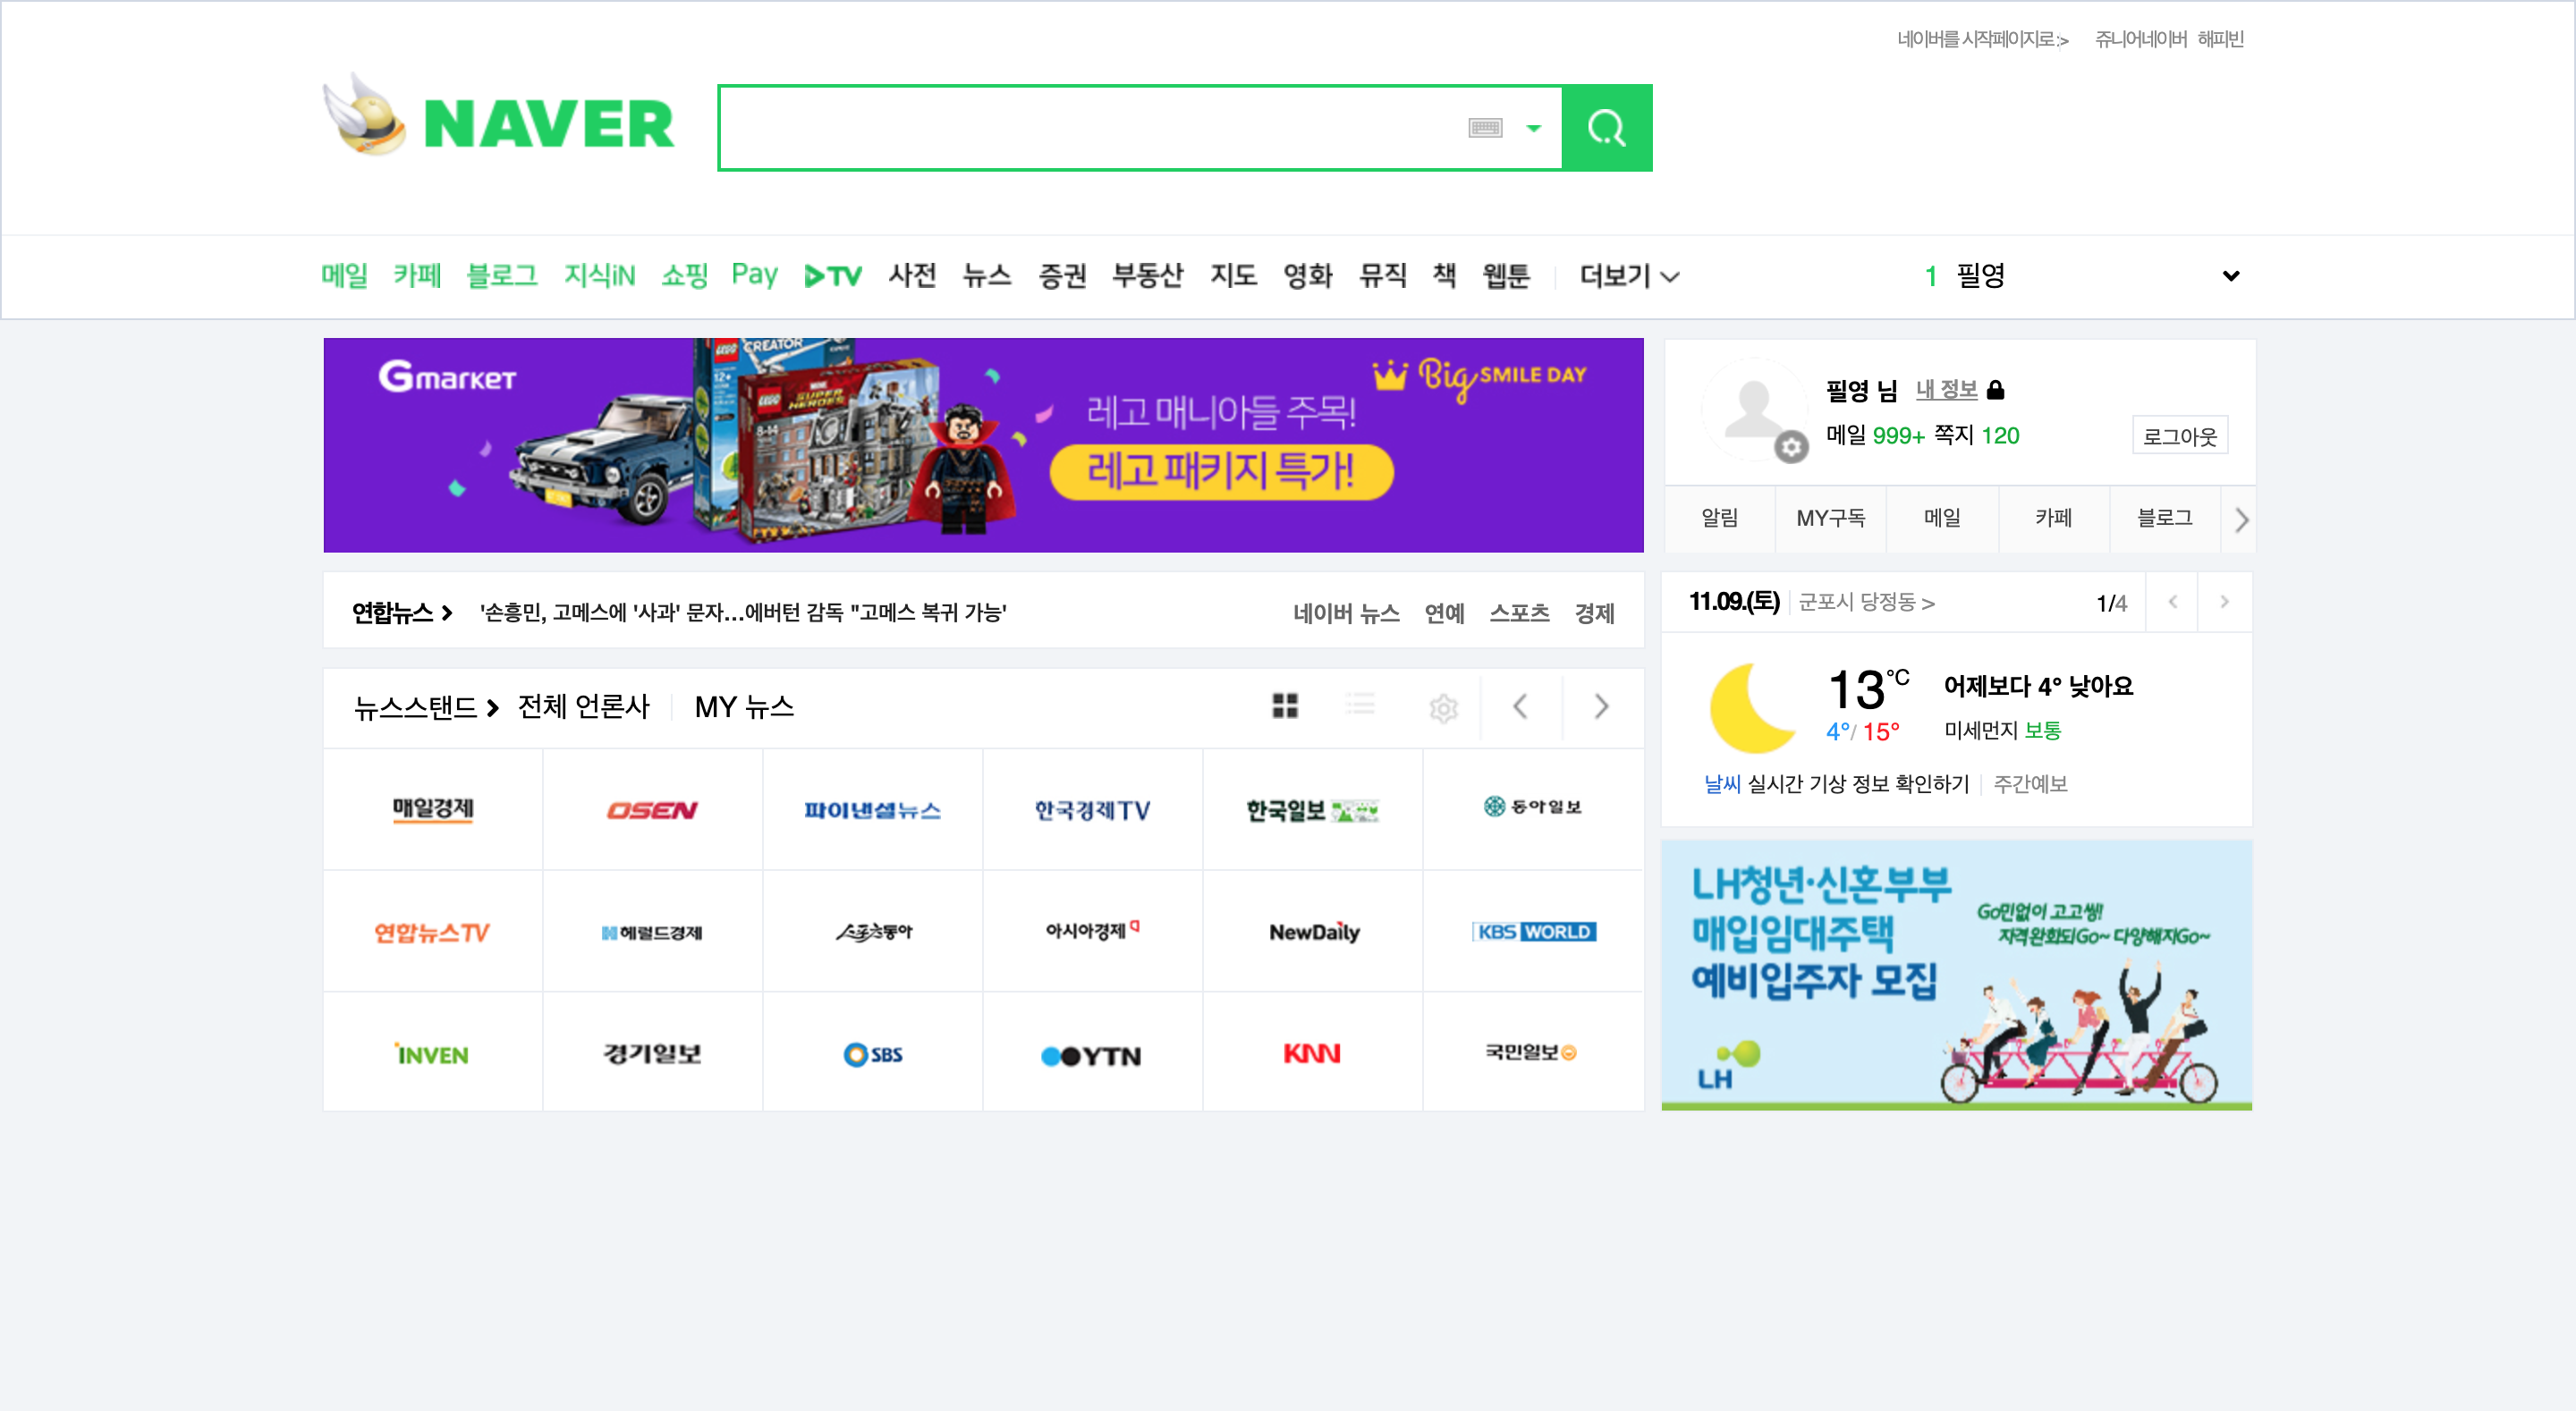 네이버를 시작페이지로 :> 쥬니어네이버 해피빈
NAVER
메일 카페 블로그 지식iN 쇼핑 Pay TV 사전 뉴스 증권 부동산 지도 영화 뮤직 책 웹툰 더보기
1 필영
Gmarket
LEGO CREATOR
12+
LEGO MARVEL SUPER HEROES
8-14
Big SMILE DAY
레고 매니아들 주목!
레고 패키지 특가!
필영 님 내 정보
메일 999+ 쪽지 120
로그아웃
알림 MY구독 메일 카페 블로그
연합뉴스 '손흥민, 고메스에 '사과' 문자...에버턴 감독 "고메스 복귀 가능'
네이버 뉴스 연예 스포츠 경제
11.09.(토) 군포시 당정동 > 1/4
13°C 어제보다 4° 낮아요
4°/ 15° 미세먼지 보통
날씨 실시간 기상 정보 확인하기 주간예보
뉴스스탠드 전체 언론사 MY 뉴스
매일경제 OSEN 파이낸셜뉴스 한국경제TV 한국일보 동아일보
연합뉴스TV 헤럴드경제 스포츠동아 아시아경제 NewDaily KBS WORLD
INVEN 경기일보 SBS YTN KNN 국민일보
LH청년·신혼부부
매입임대주택
예비입주자 모집
Go민없이 고고씽!
자격완화되Go~ 다양해지Go~
LH